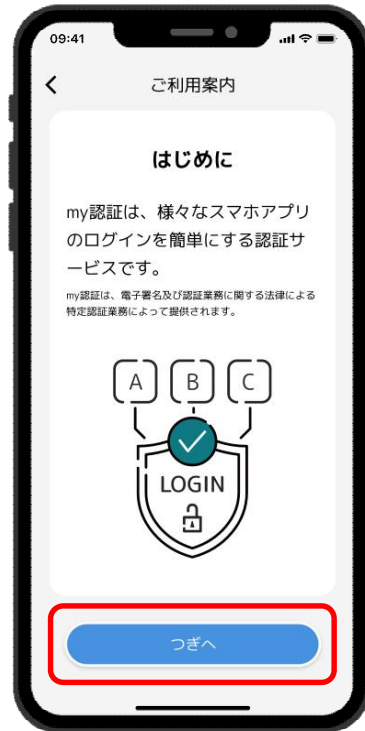 09:41
ご利用案内
はじめに
my認証は、様々なスマホアプリ
のログインを簡単にする認証サ
ービスです。
my認証は、電子署名及び認証業務に関する法律による
特定認証業務によって提供されます。
A B C
LOGIN
つぎへ